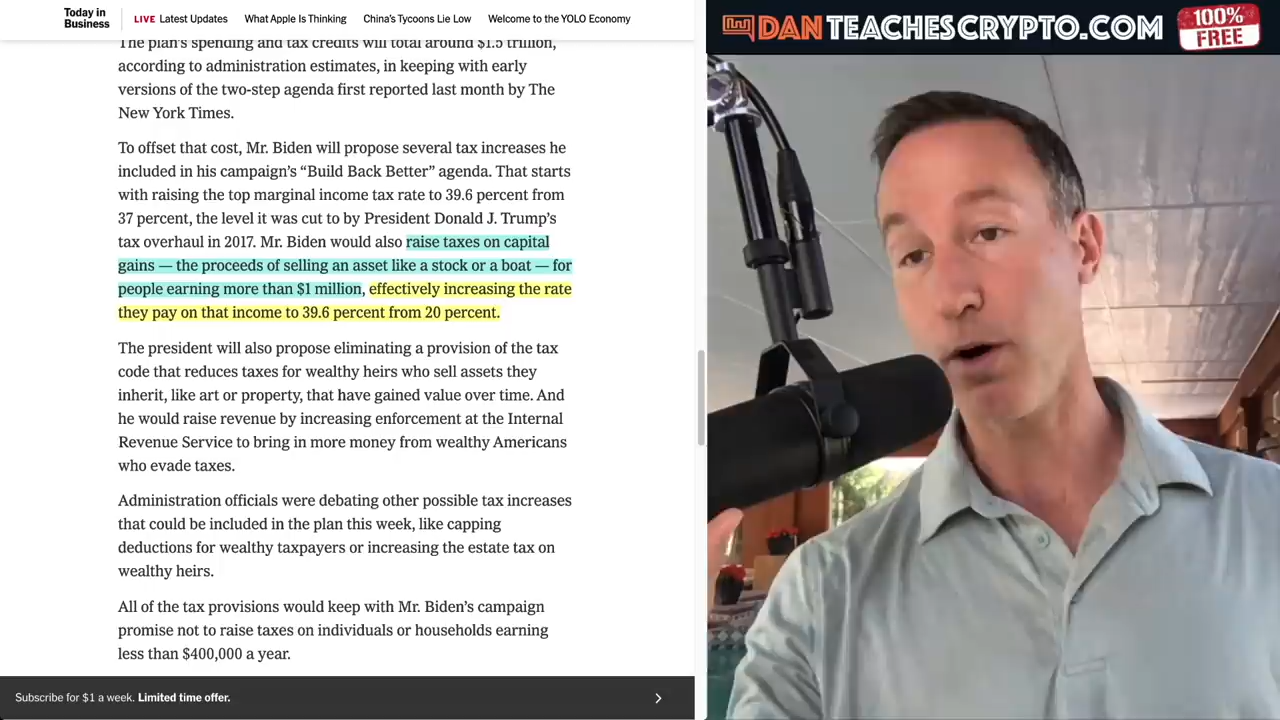 Today in
Business
LIVE Latest Updates
What Apple Is Thinking
China's Tycoons Lie Low
Welcome to the YOLO Economy
The plan's spending and tax credits will total around $1.5 trillion,
according to administration estimates, in keeping with early
versions of the two-step agenda first reported last month by The
New York Times.
To offset that cost, Mr. Biden will propose several tax increases he
included in his campaign's “Build Back Better” agenda. That starts
with raising the top marginal income tax rate to 39.6 percent from
37 percent, the level it was cut to by President Donald J. Trump's
tax overhaul in 2017. Mr. Biden would also raise taxes on capital
gains — the proceeds of selling an asset like a stock or a boat — for
people earning more than $1 million, effectively increasing the rate
they pay on that income to 39.6 percent from 20 percent.
The president will also propose eliminating a provision of the tax
code that reduces taxes for wealthy heirs who sell assets they
inherit, like art or property, that have gained value over time. And
he would raise revenue by increasing enforcement at the Internal
Revenue Service to bring in more money from wealthy Americans
who evade taxes.
Administration officials were debating other possible tax increases
that could be included in the plan this week, like capping
deductions for wealthy taxpayers or increasing the estate tax on
wealthy heirs.
All of the tax provisions would keep with Mr. Biden's campaign
promise not to raise taxes on individuals or households earning
less than $400,000 a year.
Subscribe for $1 a week. Limited time offer.
DANTEACHESCRYPTO.COM
100%
FREE